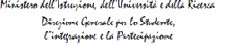 Ministero dell'Istruzione, dell'Università e della Ricerca
Direzione Generale per lo Studente,
l'integrazione e la Partecipazione